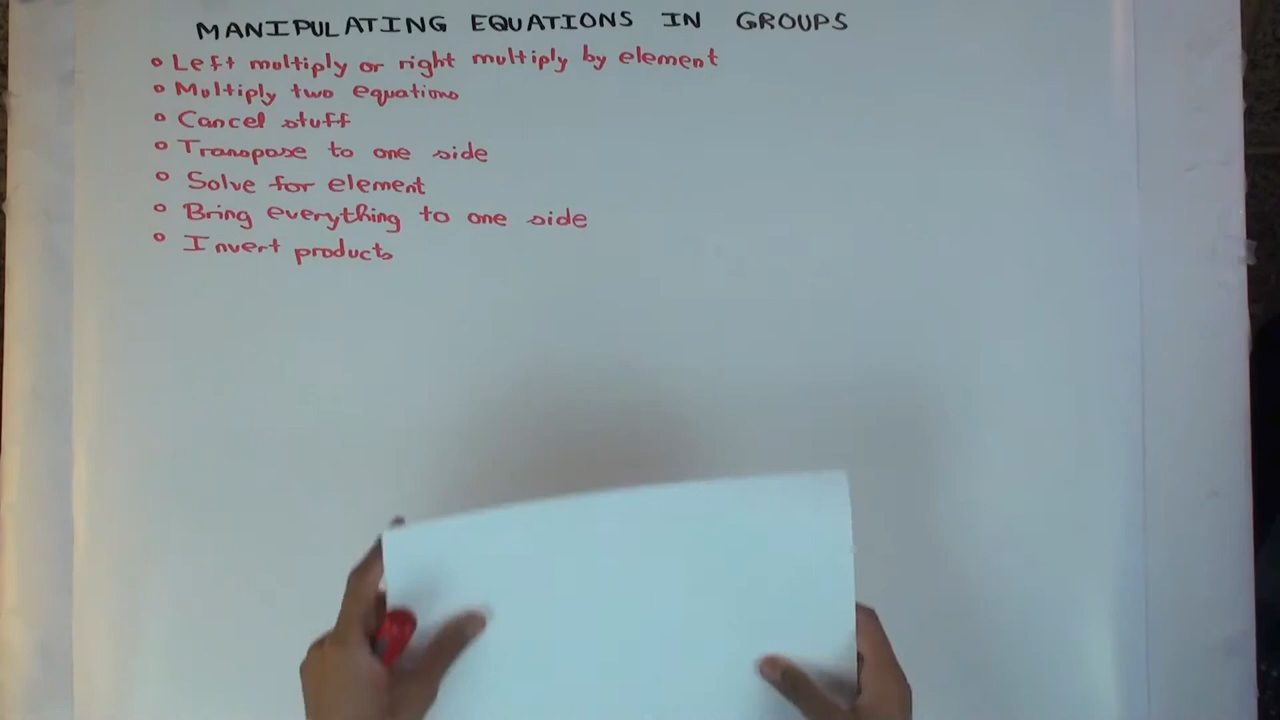 MANIPULATING EQUATIONS IN GROUPS
• Left multiply or right multiply by element
• Multiply two equations
• Cancel stuff
• Transpose to one side
• Solve for element
• Bring everything to one side
• Invert products